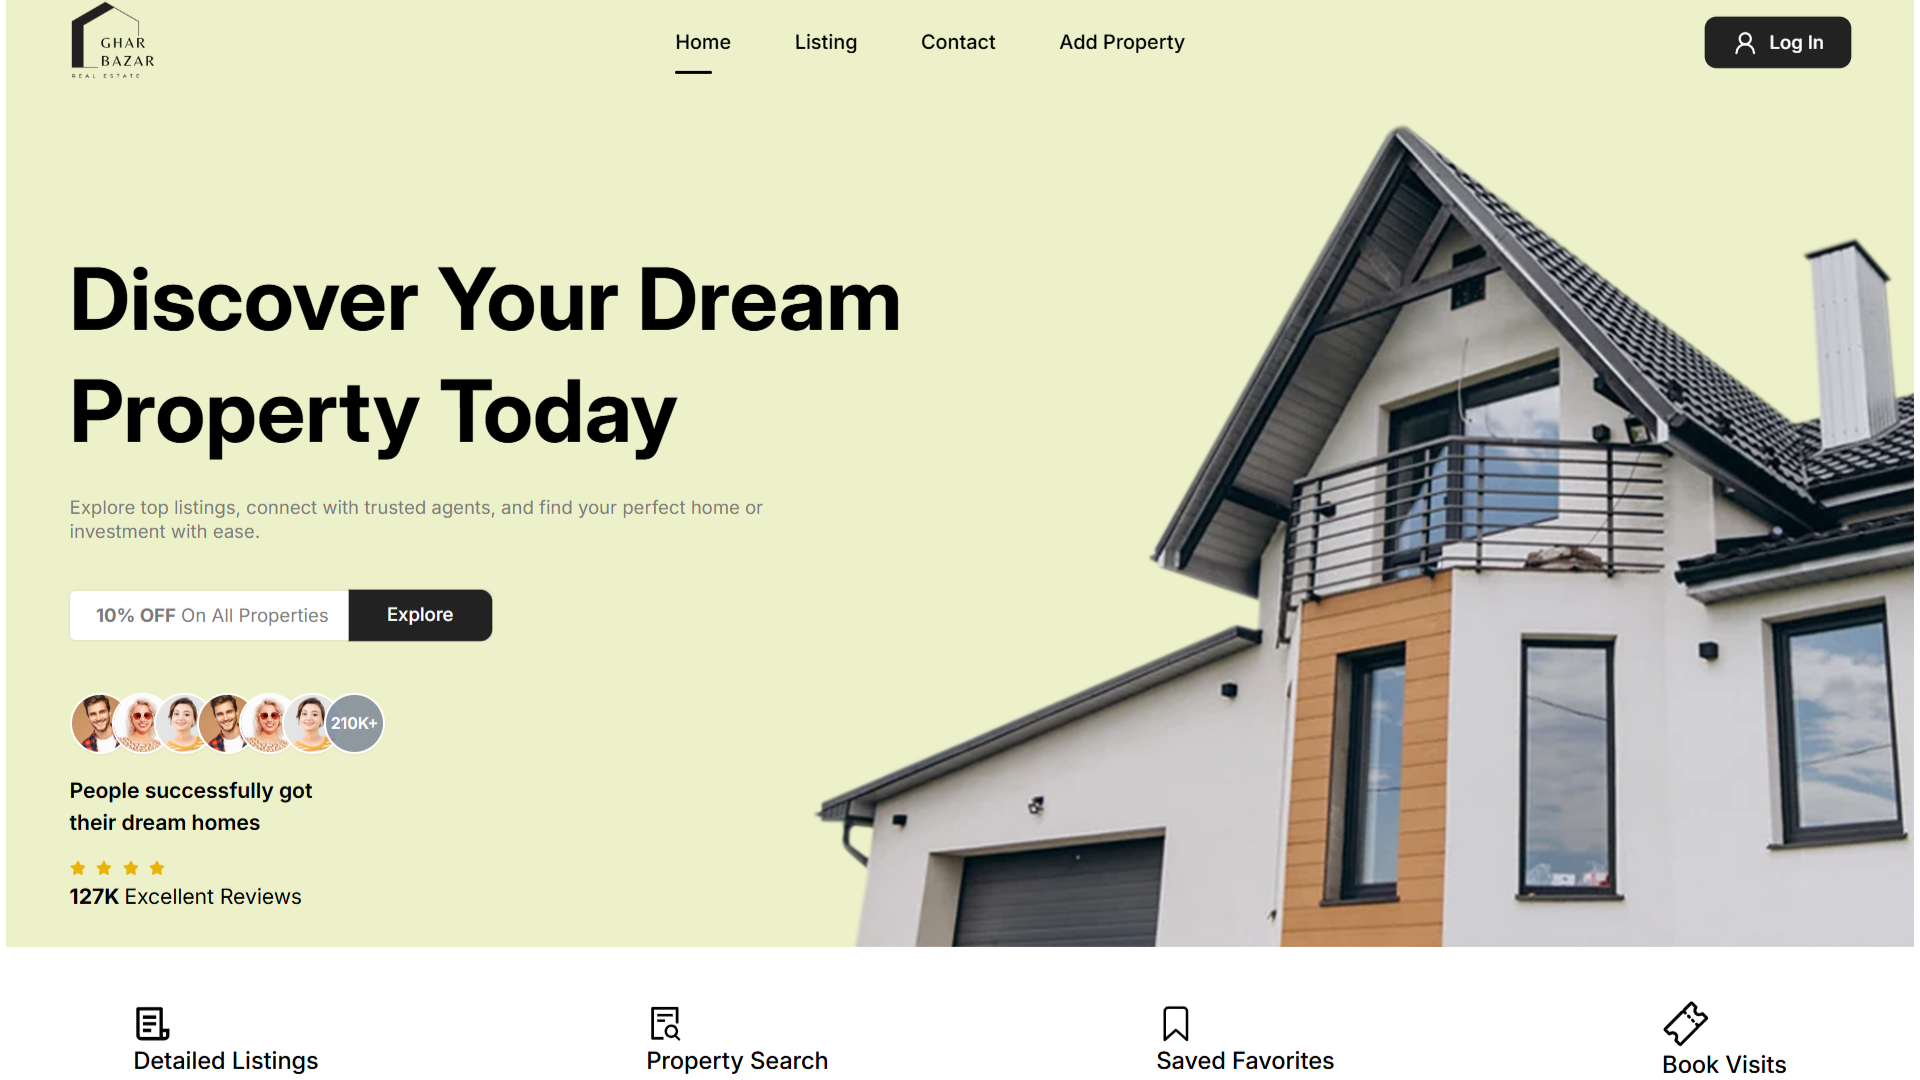 GHAR
BAZAR
REAL ESTATE
Home
Listing
Contact
Add Property
Log In
Discover Your Dream
Property Today
Explore top listings, connect with trusted agents, and find your perfect home or
investment with ease.
10% OFF On All Properties
Explore
210K+
People successfully got
their dream homes
127K Excellent Reviews
Detailed Listings
Property Search
Saved Favorites
Book Visits